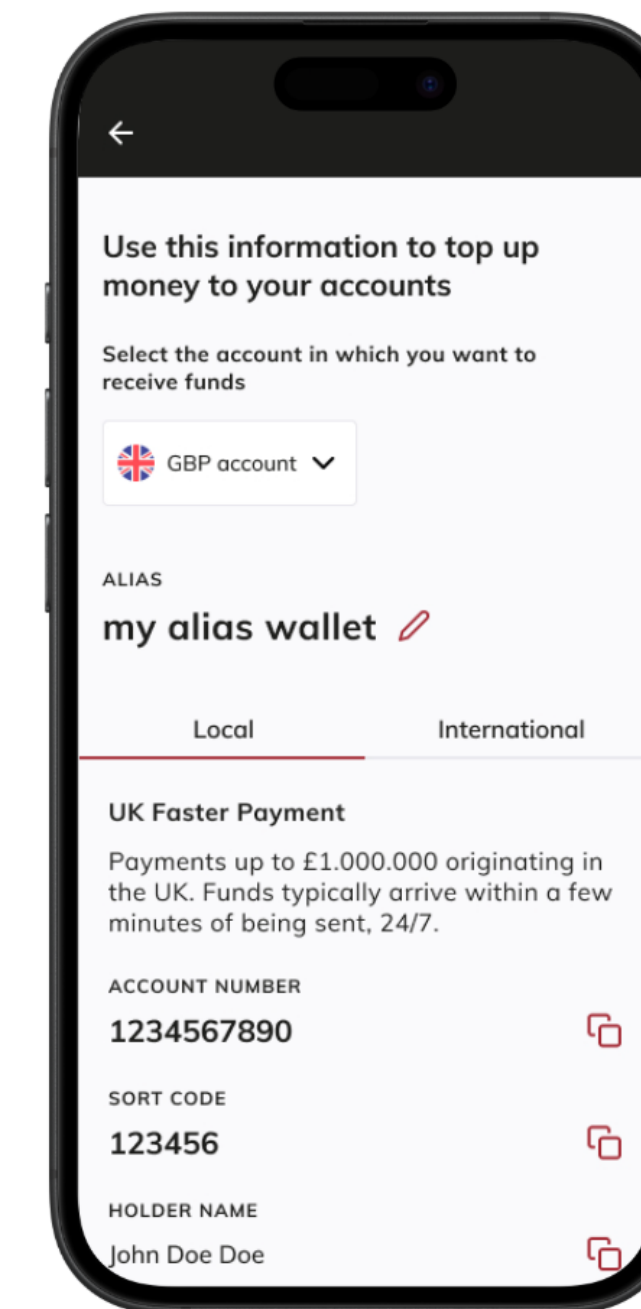 Use this information to top up
money to your accounts
Select the account in which you want to
receive funds
GBP account
ALIAS
my alias wallet
Local International
UK Faster Payment
Payments up to £1.000.000 originating in
the UK. Funds typically arrive within a few
minutes of being sent, 24/7.
ACCOUNT NUMBER
1234567890
SORT CODE
123456
HOLDER NAME
John Doe Doe